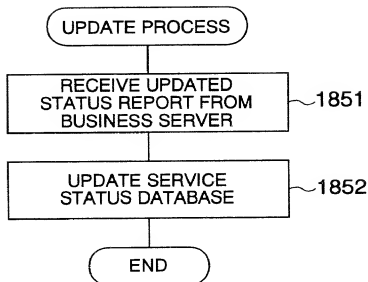 UPDATE PROCESS
RECEIVE UPDATED
STATUS REPORT FROM
BUSINESS SERVER
1851
UPDATE SERVICE
STATUS DATABASE
1852
END